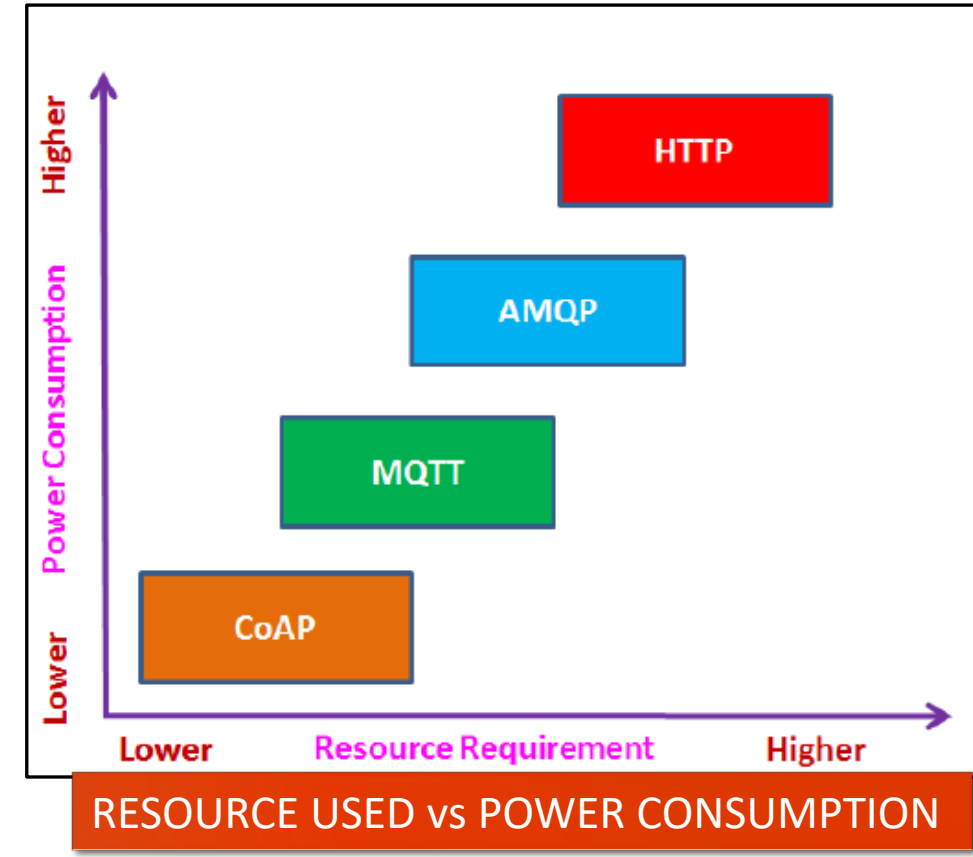 Higher
Power Consumption
Lower
HTTP
AMQP
MQTT
CoAP
Lower Resource Requirement Higher
RESOURCE USED vs POWER CONSUMPTION